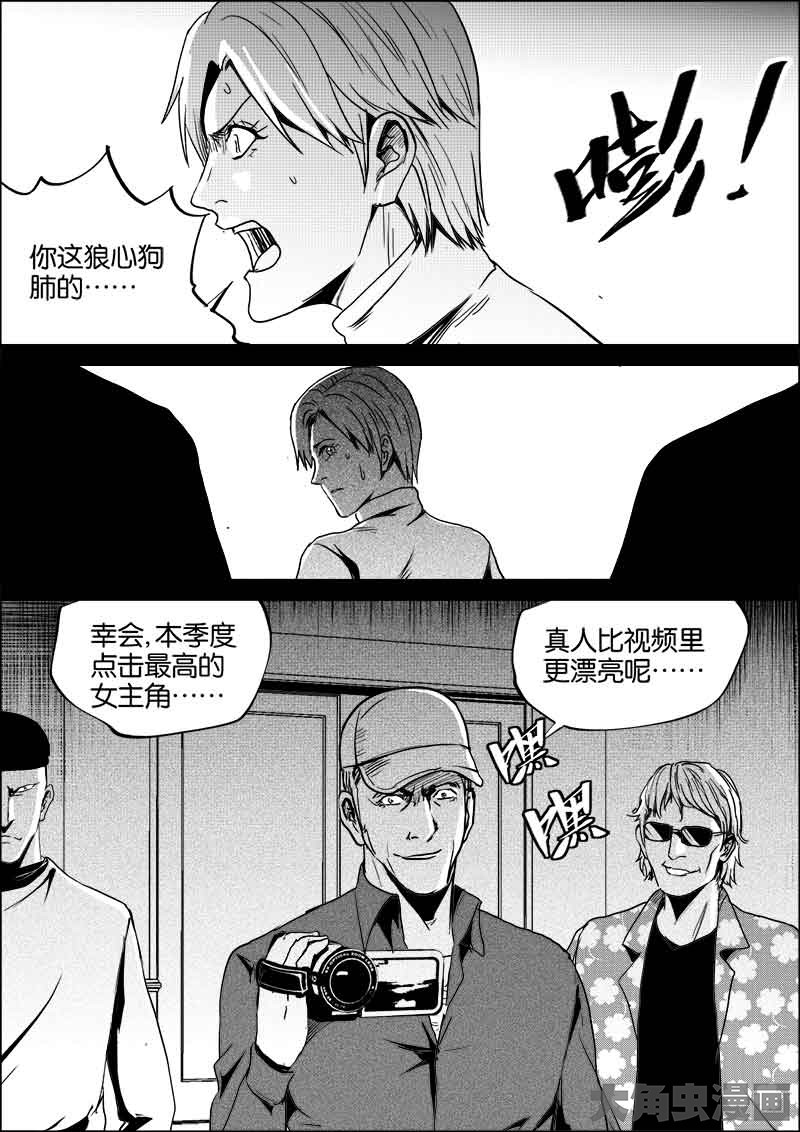 嘭!
你这狼心狗
肺的……
幸会,本季度
点击最高的
女主角……
真人比视频里
更漂亮呢……
嘿
嘿
大角虫漫画